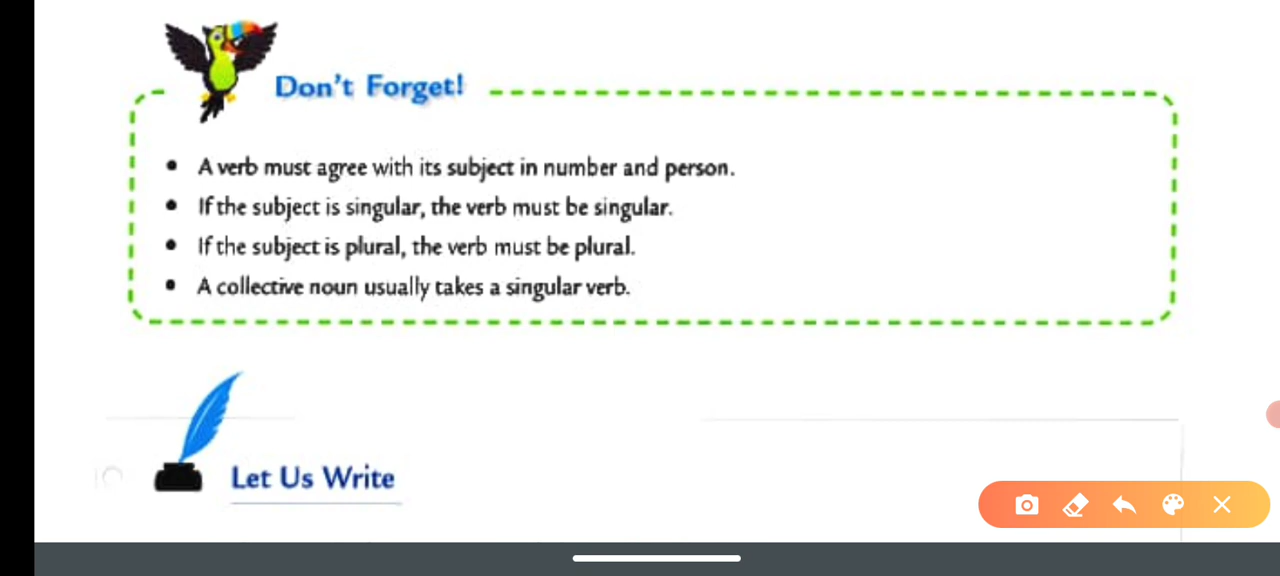 Don't Forget!
• A verb must agree with its subject in number and person.
• If the subject is singular, the verb must be singular.
• If the subject is plural, the verb must be plural.
• A collective noun usually takes a singular verb.
Let Us Write